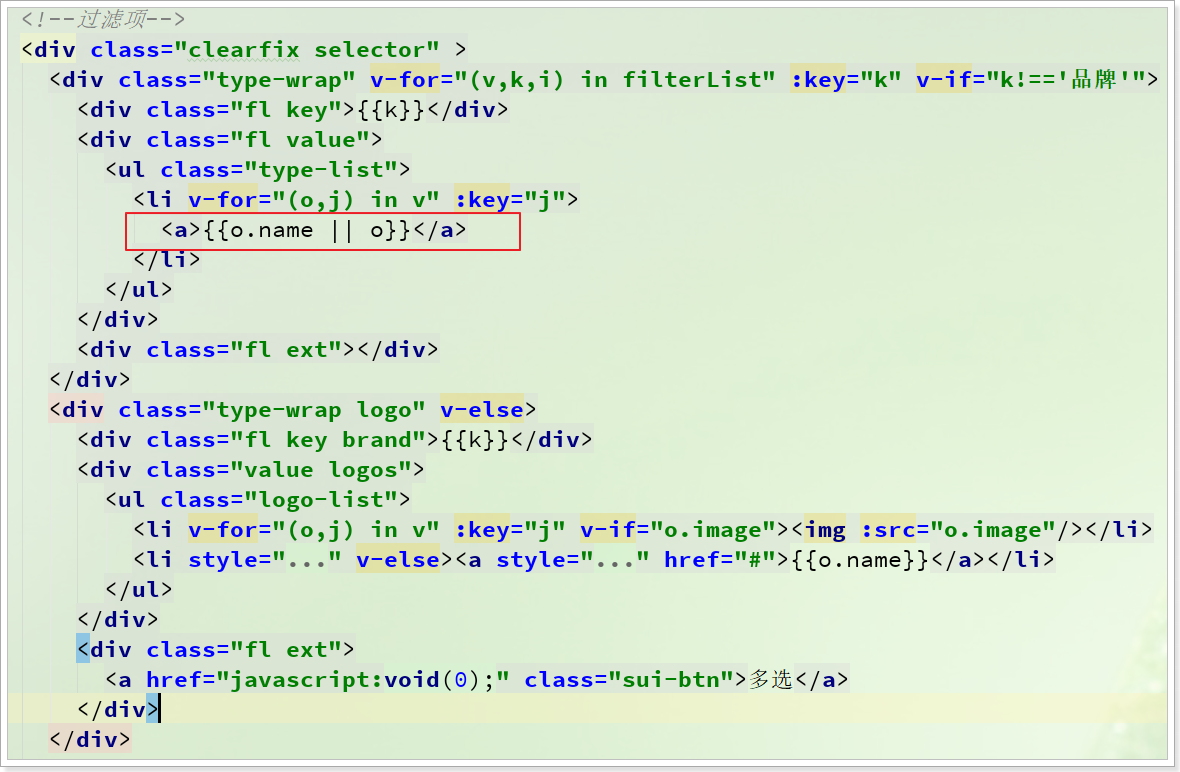 <!--过滤项-->
<div class="clearfix selector" >
<div class="type-wrap" v-for="(v,k,i) in filterList" :key="k" v-if="k!=='品牌'">
<div class="fl key">{{k}}</div>
<div class="fl value">
<ul class="type-list">
<li v-for="(o,j) in v" :key="j">
<a>{{o.name || o}}</a>
</li>
</ul>
</div>
<div class="fl ext"></div>
</div>
<div class="type-wrap logo" v-else>
<div class="fl key brand">{{k}}</div>
<div class="value logos">
<ul class="logo-list">
<li v-for="(o,j) in v" :key="j" v-if="o.image"><img :src="o.image"/></li>
<li style="..." v-else><a style="..." href="#">{{o.name}}</a></li>
</ul>
</div>
<div class="fl ext">
<a href="javascript:void(0);" class="sui-btn">多选</a>
</div>
</div>